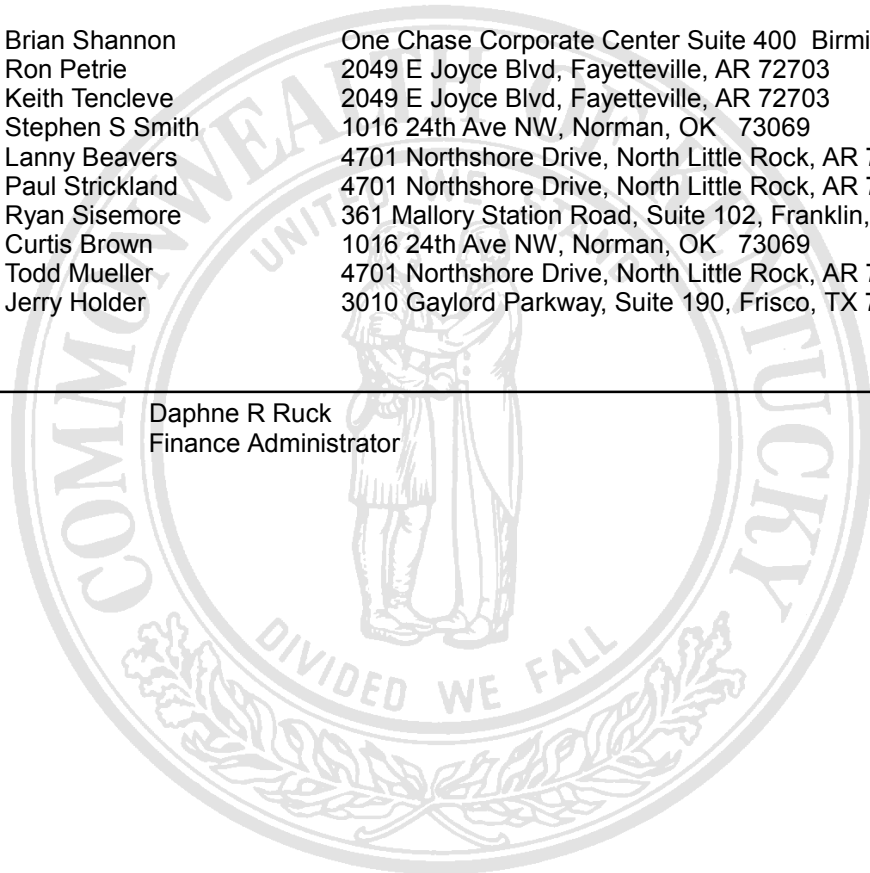 Brian Shannon One Chase Corporate Center Suite 400 Birmi
Ron Petrie 2049 E Joyce Blvd, Fayetteville, AR 72703
Keith Tencleve 2049 E Joyce Blvd, Fayetteville, AR 72703
Stephen S Smith 1016 24th Ave NW, Norman, OK 73069
Lanny Beavers 4701 Northshore Drive, North Little Rock, AR 7
Paul Strickland 4701 Northshore Drive, North Little Rock, AR 7
Ryan Sisemore 361 Mallory Station Road, Suite 102, Franklin,
Curtis Brown 1016 24th Ave NW, Norman, OK 73069
Todd Mueller 4701 Northshore Drive, North Little Rock, AR 7
Jerry Holder 3010 Gaylord Parkway, Suite 190, Frisco, TX 7
Daphne R Ruck
Finance Administrator
COMMONWEALTH OF KENTUCKY
UNITED WE STAND
DIVIDED WE FALL